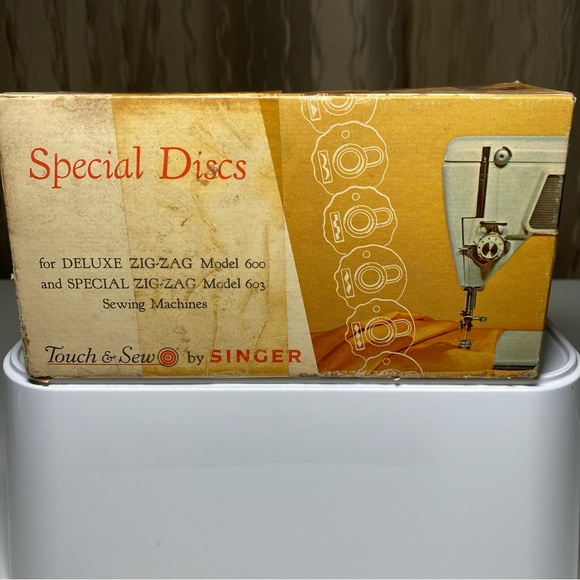 Special Discs
for DELUXE ZIG-ZAG Model 600
and SPECIAL ZIG-ZAG Model 603
Sewing Machines
Touch & Sew by SINGER